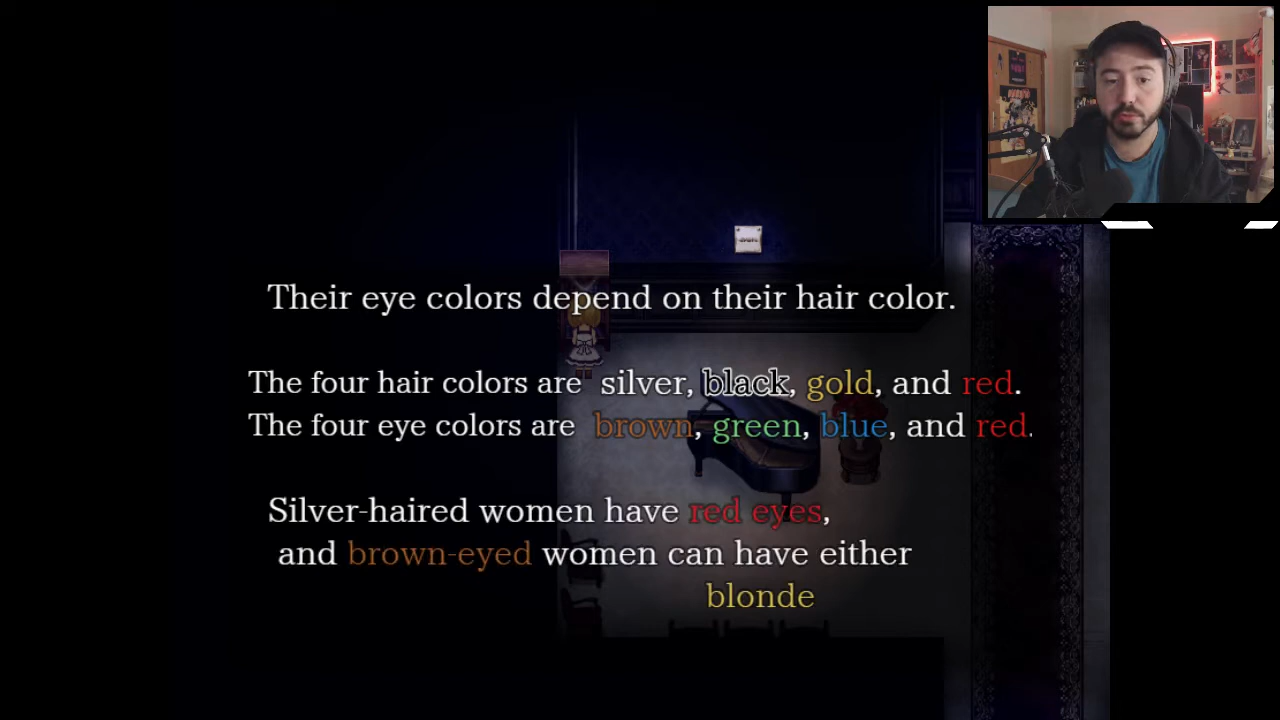 Their eye colors depend on their hair color.
The four hair colors are silver, black, gold, and red.
The four eye colors are brown, green, blue, and red.
Silver-haired women have red eyes,
and brown-eyed women can have either
blonde